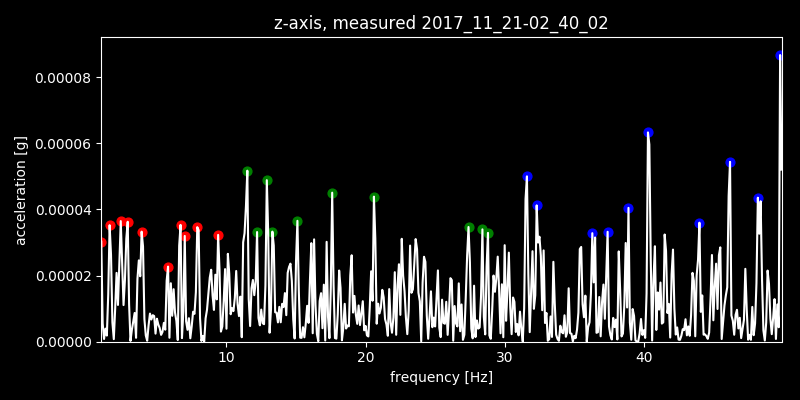 z-axis, measured 2017_11_21-02_40_02
0.00008
0.00006
0.00004
0.00002
0.00000
acceleration [g]
10 20 30 40
frequency [Hz]